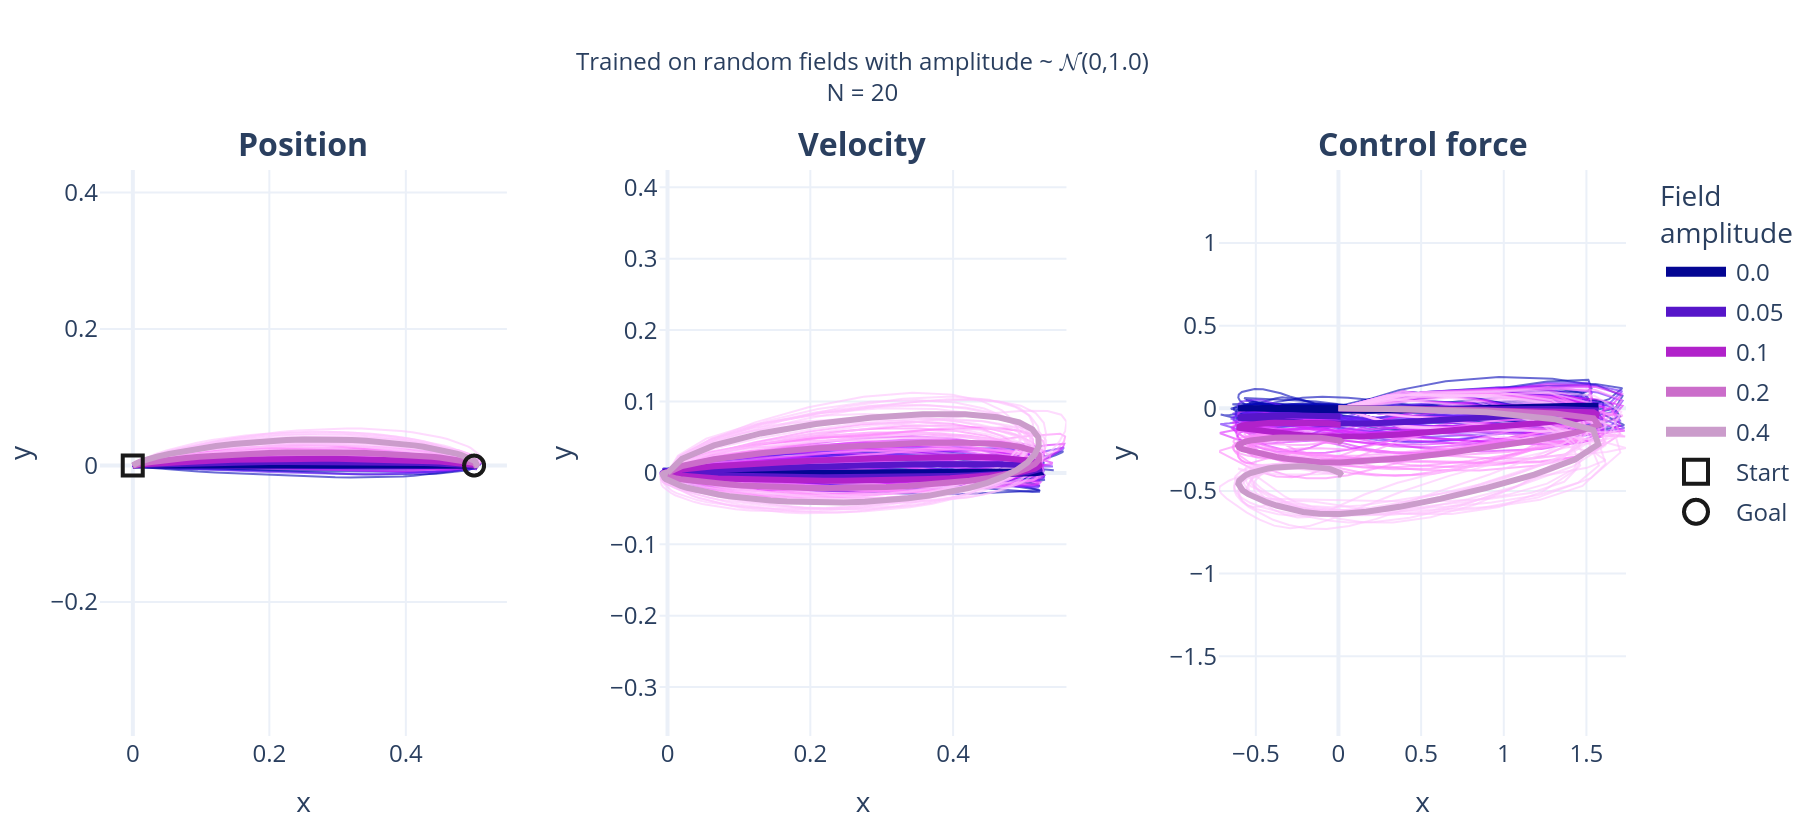 Trained on random fields with amplitude ~ 𝒩(0,1.0)
N = 20
Position
Velocity
Control force
0.4
0.2
0
−0.2
y
0
0.2
0.4
x
0.4
0.3
0.2
0.1
0
−0.1
−0.2
−0.3
y
0
0.2
0.4
x
1
0.5
0
−0.5
−1
−1.5
y
−0.5
0
0.5
1
1.5
x
Field
amplitude
0.0
0.05
0.1
0.2
0.4
Start
Goal